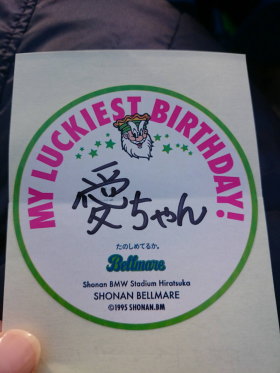 MY LUCKIEST BIRTHDAY!
愛ちゃん
たのしめてるか。
Bellmare
Shonan BMW Stadium Hiratsuka
SHONAN BELLMARE
©1995 SHONAN.BM